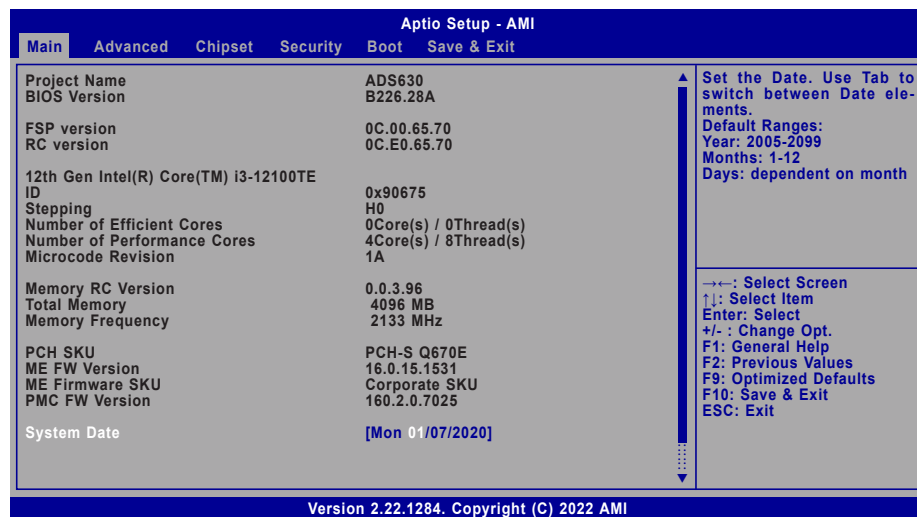 Aptio Setup - AMI
Main Advanced Chipset Security Boot Save & Exit
Project Name ADS630
BIOS Version B226.28A
FSP version 0C.00.65.70
RC version 0C.E0.65.70
12th Gen Intel(R) Core(TM) i3-12100TE
ID 0x90675
Stepping H0
Number of Efficient Cores 0Core(s) / 0Thread(s)
Number of Performance Cores 4Core(s) / 8Thread(s)
Microcode Revision 1A
Memory RC Version 0.0.3.96
Total Memory 4096 MB
Memory Frequency 2133 MHz
PCH SKU PCH-S Q670E
ME FW Version 16.0.15.1531
ME Firmware SKU Corporate SKU
PMC FW Version 160.2.0.7025
System Date [Mon 01/07/2020]
Set the Date. Use Tab to
switch between Date ele-
ments.
Default Ranges:
Year: 2005-2099
Months: 1-12
Days: dependent on month
→←: Select Screen
↑↓: Select Item
Enter: Select
+/- : Change Opt.
F1: General Help
F2: Previous Values
F9: Optimized Defaults
F10: Save & Exit
ESC: Exit
Version 2.22.1284. Copyright (C) 2022 AMI